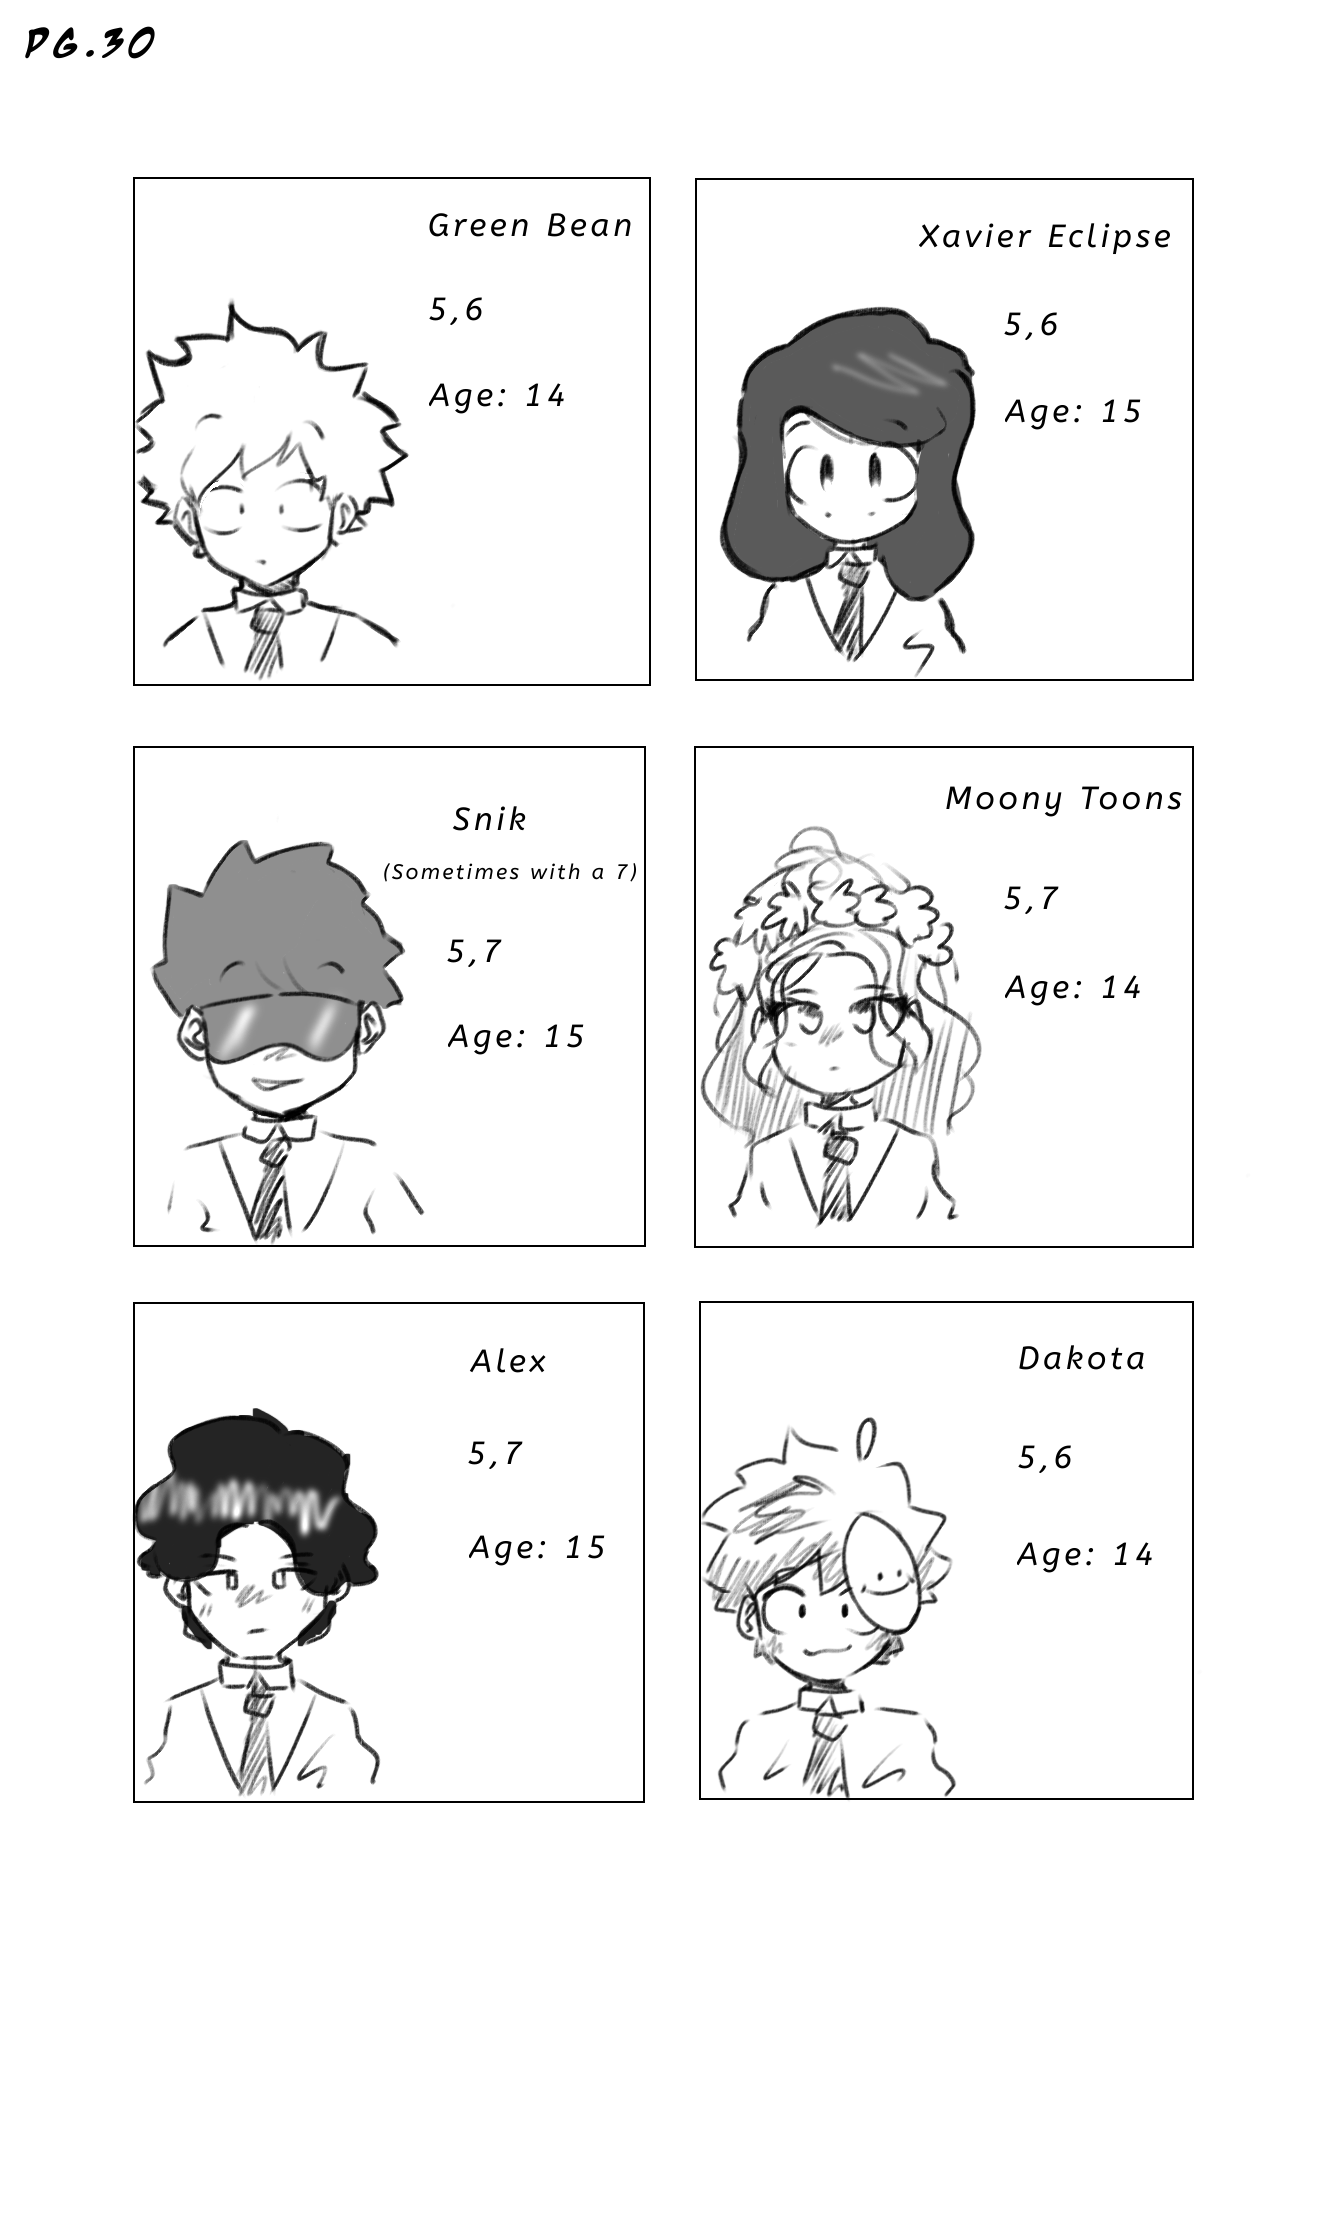 PG.30
Green Bean
5,6
Age: 14
Xavier Eclipse
5,6
Age: 15
Snik
(Sometimes with a 7)
5,7
Age: 15
Moony Toons
5,7
Age: 14
Alex
5,7
Age: 15
Dakota
5,6
Age: 14